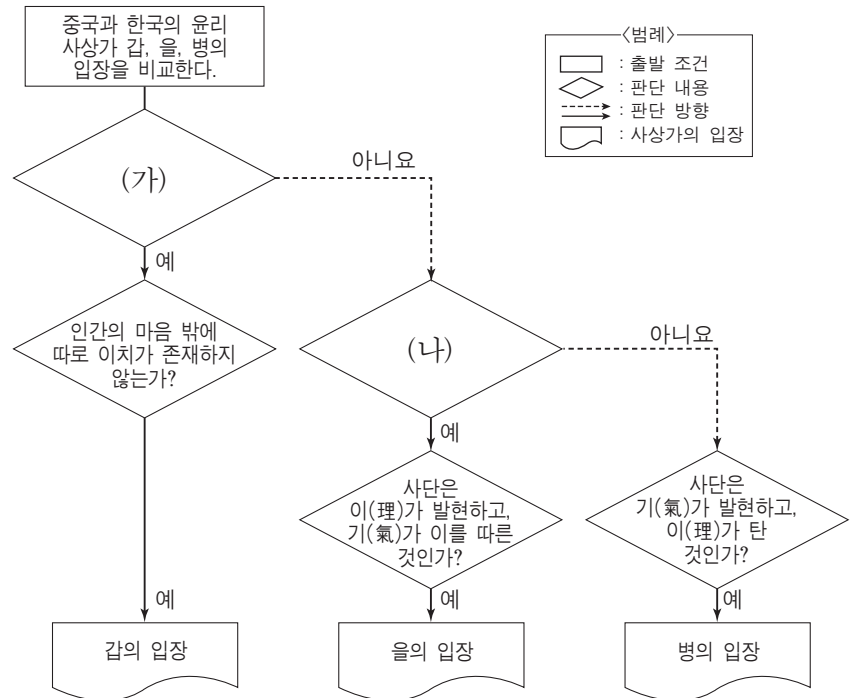 중국과 한국의 윤리
사상가 갑, 을, 병의
입장을 비교한다.
〈범례〉
: 출발 조건
: 판단 내용
: 판단 방향
: 사상가의 입장
(가)
아니요
예
인간의 마음 밖에
따로 이치가 존재하지
않는가?
(나)
아니요
예
사단은
이(理)가 발현하고,
기(氣)가 이를 따른
것인가?
사단은
기(氣)가 발현하고,
이(理)가 탄
것인가?
예
예
예
갑의 입장
을의 입장
병의 입장